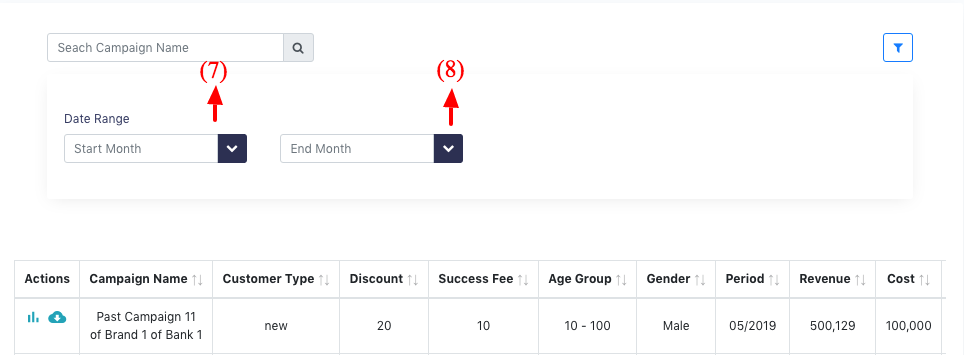 Seach Campaign Name
(7)
(8)
Date Range
Start Month
End Month
Actions Campaign Name Customer Type Discount Success Fee Age Group Gender Period Revenue Cost
Past Campaign 11
of Brand 1 of Bank 1
new 20 10 10 - 100 Male 05/2019 500,129 100,000